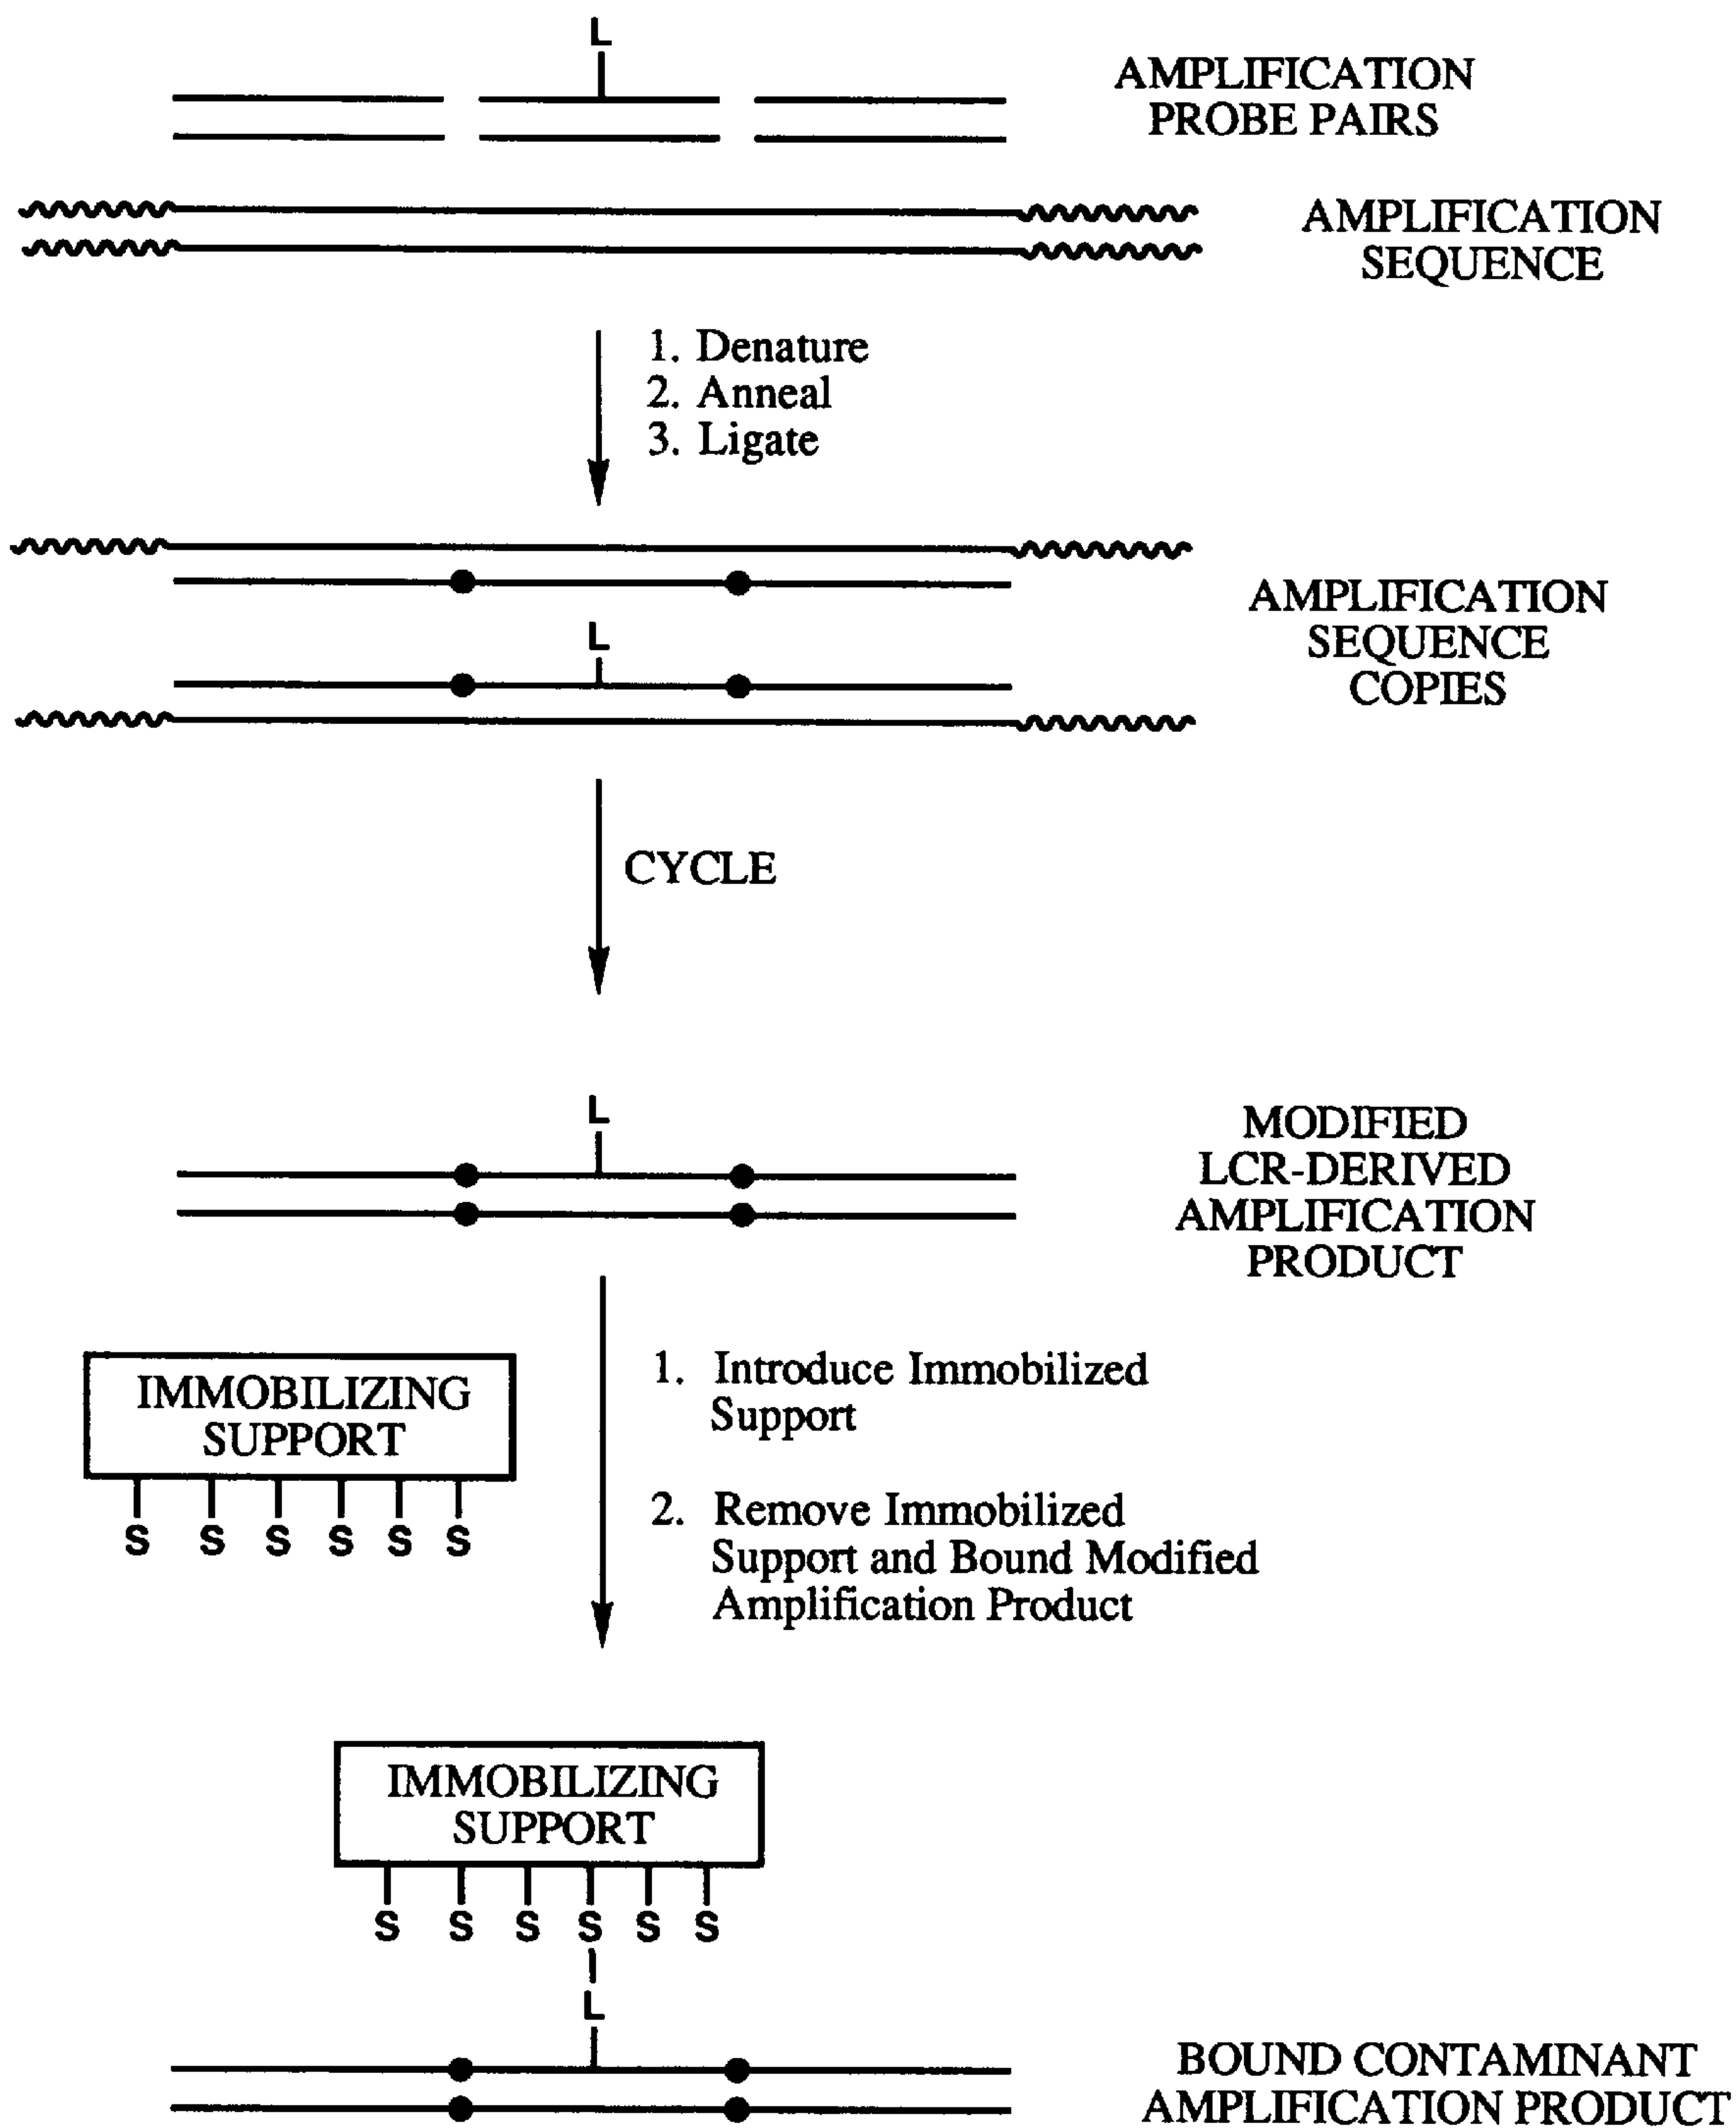 L
AMPLIFICATION
PROBE PAIRS
AMPLIFICATION
SEQUENCE
1. Denature
2. Anneal
3. Ligate
AMPLIFICATION
SEQUENCE
COPIES
L
CYCLE
L
MODIFIED
LCR-DERIVED
AMPLIFICATION
PRODUCT
IMMOBILIZING
SUPPORT
S S S S S S
1. Introduce Immobilized
Support
2. Remove Immobilized
Support and Bound Modified
Amplification Product
IMMOBILIZING
SUPPORT
S S S S S S
L
BOUND CONTAMINANT
AMPLIFICATION PRODUCT